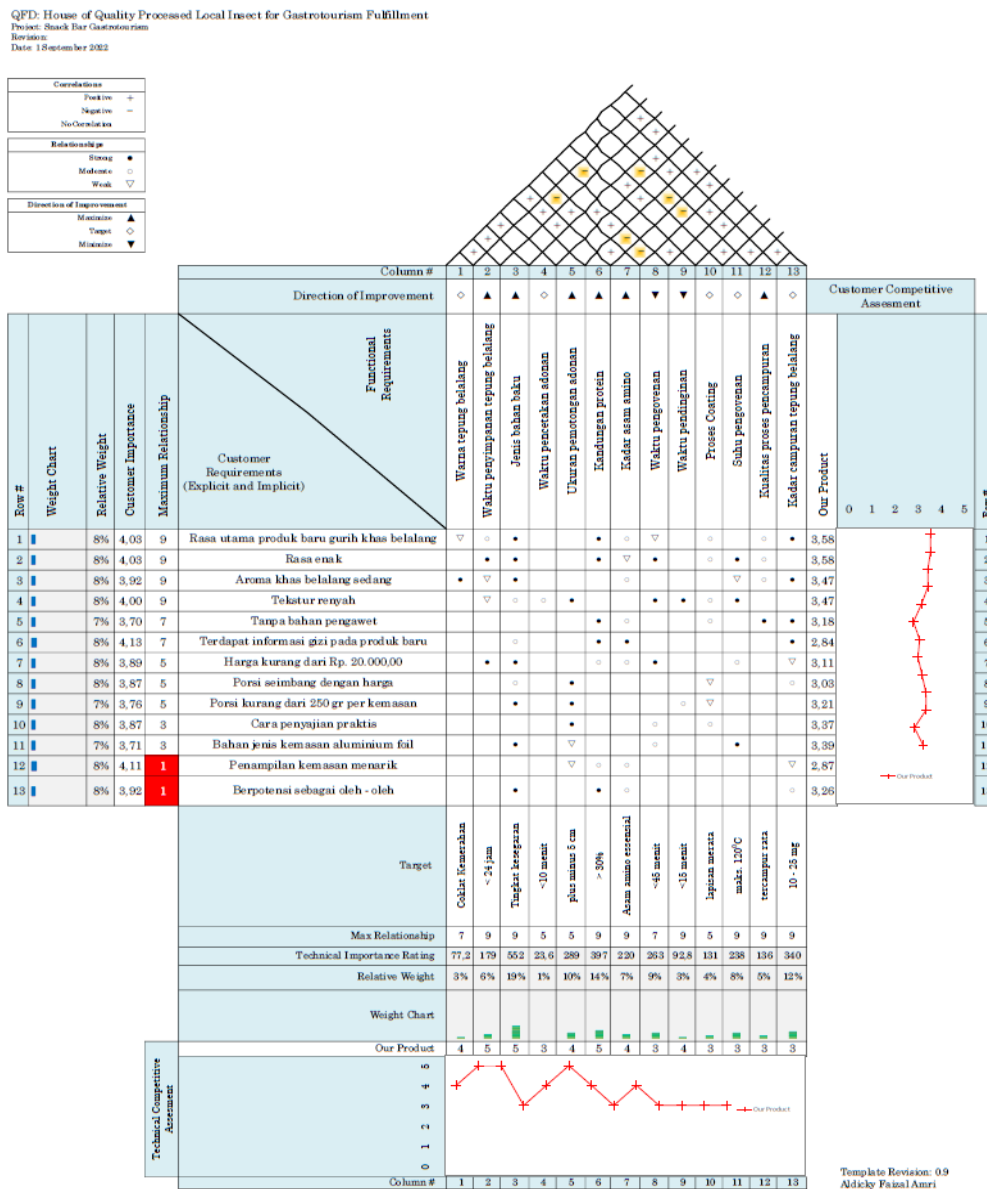 QFD: House of Quality Processed Local Insect for Gastrotourism Fulfillment
Project: Snack Bar Gastrotourism
Revision:
Date: 1 September 2022
Correlations
Positive +
Negative −
No Correlation
Relationships
Strong ●
Moderate ○
Weak ▽
Direction of Improvement
Maximize ▲
Target ◇
Minimize ▼
Column # 1 2 3 4 5 6 7 8 9 10 11 12 13
Direction of Improvement ◇ ▲ ▲ ◇ ▲ ▲ ▲ ▼ ▼ ◇ ◇ ▲ ◇
Customer Competitive
Assesment
Row #
Weight Chart
Relative Weight
Customer Importance
Maximum Relationship
Customer
Requirements
(Explicit and Implicit)
Functional
Requirements
Warna tepung belalang
Waktu penyimpanan tepung belalang
Jenis bahan baku
Waktu pencetakan adonan
Ukuran pemotongan adonan
Kandungan protein
Kadar asam amino
Waktu pengovenan
Waktu pendinginan
Proses Coating
Suhu pengovenan
Kualitas proses pencampuran
Kadar campuran tepung belalang
Our Product
0 1 2 3 4 5
Row #
1 8% 4,03 9 Rasa utama produk baru gurih khas belalang ▽ ○ ● ● ○ ▽ ○ ○ ● 3,58 1
2 8% 4,03 9 Rasa enak ● ● ● ▽ ● ○ ● ○ 3,58 2
3 8% 3,92 9 Aroma khas belalang sedang ● ▽ ● ○ ▽ ○ ● 3,47 3
4 8% 4,00 9 Tekstur renyah ▽ ○ ○ ● ● ● ○ ● 3,47 4
5 7% 3,70 7 Tanpa bahan pengawet ● ○ ● ● 3,18 5
6 8% 4,13 7 Terdapat informasi gizi pada produk baru ○ ● ● ● 2,84 6
7 8% 3,89 5 Harga kurang dari Rp. 20.000,00 ● ● ○ ○ ● ○ ▽ 3,11 7
8 8% 3,87 5 Porsi seimbang dengan harga ○ ● ▽ ○ 3,03 8
9 7% 3,76 5 Porsi kurang dari 250 gr per kemasan ● ● ○ ▽ 3,21 9
10 8% 3,87 3 Cara penyajian praktis ● ○ ○ 3,37
11 7% 3,71 3 Bahan jenis kemasan aluminium foil ● ▽ ○ ● 3,39
12 8% 4,11 1 Penampilan kemasan menarik ▽ ○ ○ ▽ 2,87
13 8% 3,92 1 Berpotensi sebagai oleh - oleh ● ● ○ ○ 3,26
Our Product
Target
Coklat Kemerahan
< 24 jam
Tingkat kesegaran
<10 menit
plus minus 5 cm
> 30%
Asam amino essensial
<45 menit
<15 menit
lapisan merata
maks. 120°C
tercampur rata
10 - 25 mg
Max Relationship 7 9 9 5 5 9 9 7 9 5 9 9 9
Technical Importance Rating 77,2 179 552 23,6 289 397 220 263 92,8 131 238 136 340
Relative Weight 3% 6% 19% 1% 10% 14% 7% 9% 3% 4% 8% 5% 12%
Weight Chart
Our Product 4 5 5 3 4 5 4 3 4 3 3 3 3
Technical Competitive
Assesment
5
4
3
2
1
0
Our Product
Column # 1 2 3 4 5 6 7 8 9 10 11 12 13
Template Revision: 0.9
Aldicky Faizal Amri